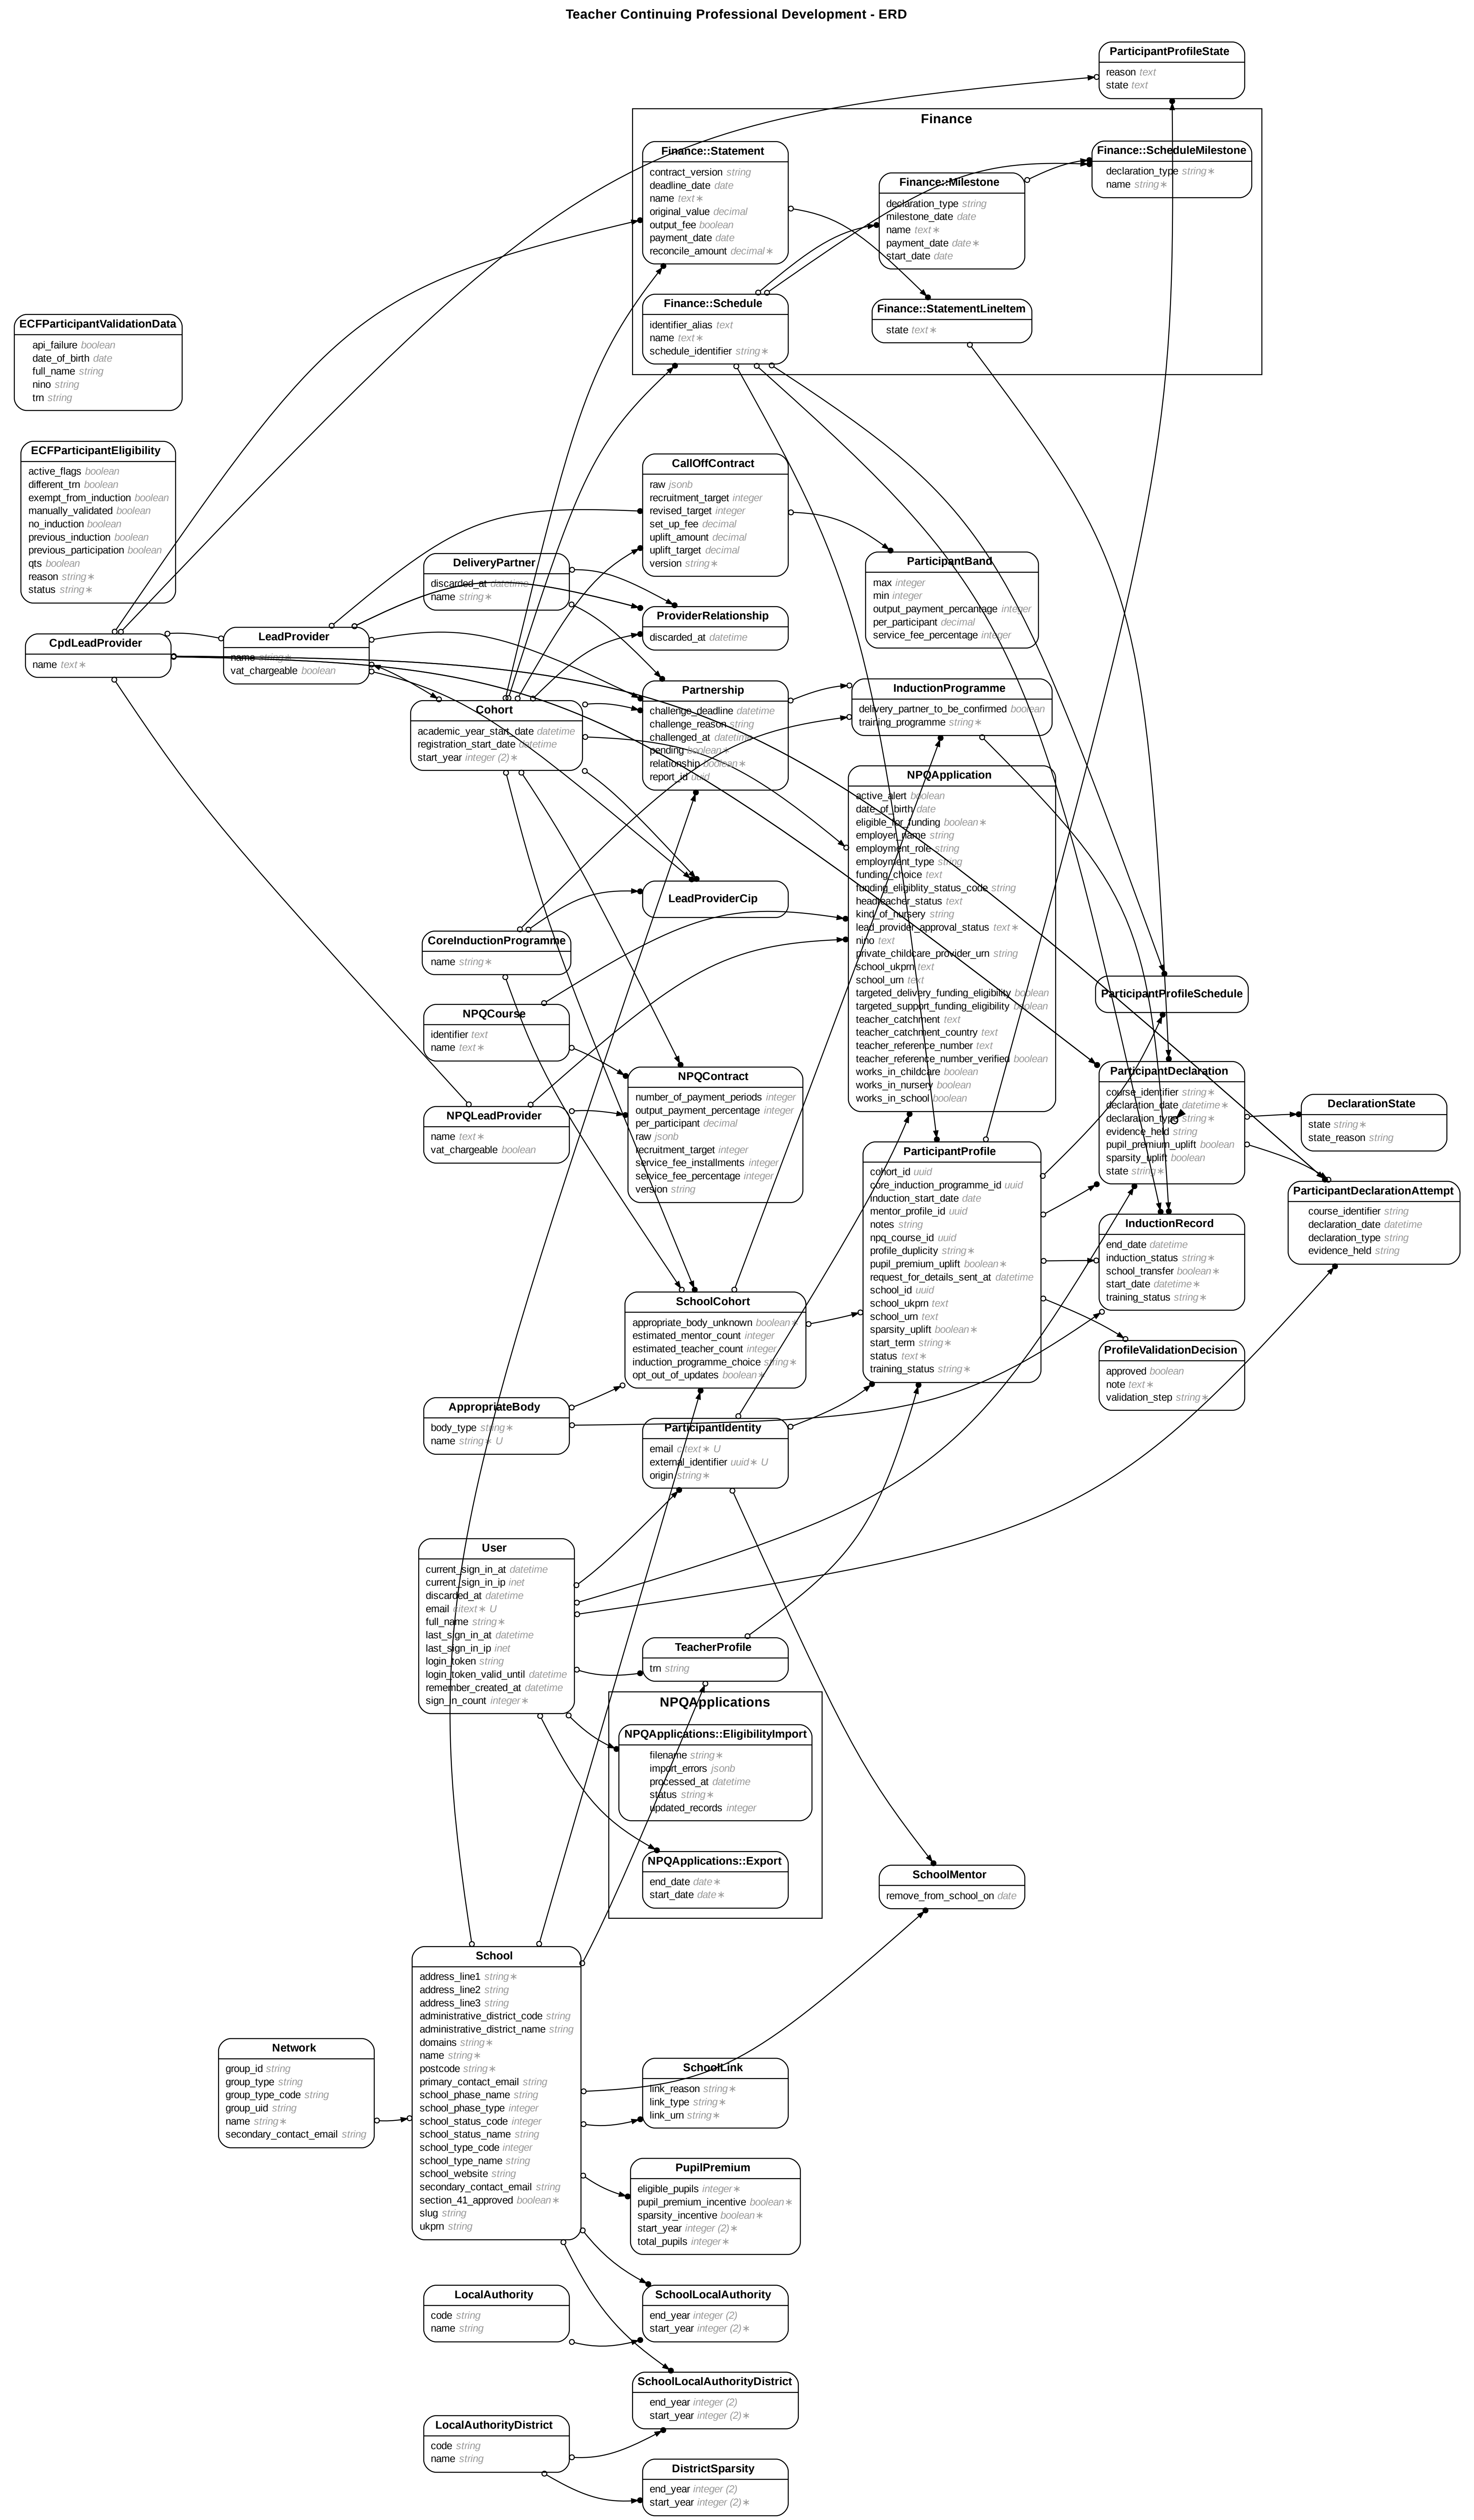 Teacher Continuing Professional Development - ERD
ParticipantProfileState
reason text
state text
Finance
Finance::Statement
contract_version string
deadline_date date
name text ∗
original_value decimal
output_fee boolean
payment_date date
reconcile_amount decimal ∗
Finance::Milestone
declaration_type string
milestone_date date
name text ∗
payment_date date ∗
start_date date
Finance::ScheduleMilestone
declaration_type string ∗
name string ∗
Finance::Schedule
identifier_alias text
name text ∗
schedule_identifier string ∗
Finance::StatementLineItem
state text ∗
ECFParticipantValidationData
api_failure boolean
date_of_birth date
full_name string
nino string
trn string
ECFParticipantEligibility
active_flags boolean
different_trn boolean
exempt_from_induction boolean
manually_validated boolean
no_induction boolean
previous_induction boolean
previous_participation boolean
qts boolean
reason string ∗
status string ∗
CallOffContract
raw jsonb
recruitment_target integer
revised_target integer
set_up_fee decimal
uplift_amount decimal
uplift_target decimal
version string ∗
DeliveryPartner
discarded_at datetime
name string ∗
ParticipantBand
max integer
min integer
output_payment_percantage integer
per_participant decimal
service_fee_percentage integer
ProviderRelationship
discarded_at datetime
CpdLeadProvider
name text ∗
LeadProvider
name string ∗
vat_chargeable boolean
Cohort
academic_year_start_date datetime
registration_start_date datetime
start_year integer (2) ∗
Partnership
challenge_deadline datetime
challenge_reason string
challenged_at datetime
pending boolean ∗
relationship boolean ∗
report_id uuid
InductionProgramme
delivery_partner_to_be_confirmed boolean
training_programme string ∗
NPQApplication
active_alert boolean
date_of_birth date
eligible_for_funding boolean ∗
employer_name string
employment_role string
employment_type string
funding_choice text
funding_eligiblity_status_code string
headteacher_status text
kind_of_nursery string
lead_provider_approval_status text ∗
nino text
private_childcare_provider_urn string
school_ukprn text
school_urn text
targeted_delivery_funding_eligibility boolean
targeted_support_funding_eligibility boolean
teacher_catchment text
teacher_catchment_country text
teacher_reference_number text
teacher_reference_number_verified boolean
works_in_childcare boolean
works_in_nursery boolean
works_in_school boolean
LeadProviderCip
CoreInductionProgramme
name string ∗
NPQCourse
identifier text
name text ∗
NPQContract
number_of_payment_periods integer
output_payment_percentage integer
per_participant decimal
raw jsonb
recruitment_target integer
service_fee_installments integer
service_fee_percentage integer
version string
NPQLeadProvider
name text ∗
vat_chargeable boolean
ParticipantProfileSchedule
ParticipantDeclaration
course_identifier string ∗
declaration_date datetime ∗
declaration_type string ∗
evidence_held string
pupil_premium_uplift boolean
sparsity_uplift boolean
state string ∗
DeclarationState
state string ∗
state_reason string
ParticipantDeclarationAttempt
course_identifier string
declaration_date datetime
declaration_type string
evidence_held string
ParticipantProfile
cohort_id uuid
core_induction_programme_id uuid
induction_start_date date
mentor_profile_id uuid
notes string
npq_course_id uuid
profile_duplicity string ∗
pupil_premium_uplift boolean ∗
request_for_details_sent_at datetime
school_id uuid
school_ukprn text
school_urn text
sparsity_uplift boolean ∗
start_term string ∗
status text ∗
training_status string ∗
InductionRecord
end_date datetime
induction_status string ∗
school_transfer boolean ∗
start_date datetime ∗
training_status string ∗
ProfileValidationDecision
approved boolean
note text ∗
validation_step string ∗
SchoolCohort
appropriate_body_unknown boolean ∗
estimated_mentor_count integer
estimated_teacher_count integer
induction_programme_choice string ∗
opt_out_of_updates boolean ∗
AppropriateBody
body_type string ∗
name string ∗ U
ParticipantIdentity
email citext ∗ U
external_identifier uuid ∗ U
origin string ∗
User
current_sign_in_at datetime
current_sign_in_ip inet
discarded_at datetime
email citext ∗ U
full_name string ∗
last_sign_in_at datetime
last_sign_in_ip inet
login_token string
login_token_valid_until datetime
remember_created_at datetime
sign_in_count integer ∗
TeacherProfile
trn string
NPQApplications
NPQApplications::EligibilityImport
filename string ∗
import_errors jsonb
processed_at datetime
status string ∗
updated_records integer
NPQApplications::Export
end_date date ∗
start_date date ∗
SchoolMentor
remove_from_school_on date
School
address_line1 string ∗
address_line2 string
address_line3 string
administrative_district_code string
administrative_district_name string
domains string ∗
name string ∗
postcode string ∗
primary_contact_email string
school_phase_name string
school_phase_type integer
school_status_code integer
school_status_name string
school_type_code integer
school_type_name string
school_website string
secondary_contact_email string
section_41_approved boolean ∗
slug string
ukprn string
Network
group_id string
group_type string
group_type_code string
group_uid string
name string ∗
secondary_contact_email string
SchoolLink
link_reason string ∗
link_type string ∗
link_urn string ∗
PupilPremium
eligible_pupils integer ∗
pupil_premium_incentive boolean ∗
sparsity_incentive boolean ∗
start_year integer (2) ∗
total_pupils integer ∗
LocalAuthority
code string
name string
SchoolLocalAuthority
end_year integer (2)
start_year integer (2) ∗
SchoolLocalAuthorityDistrict
end_year integer (2)
start_year integer (2) ∗
LocalAuthorityDistrict
code string
name string
DistrictSparsity
end_year integer (2)
start_year integer (2) ∗